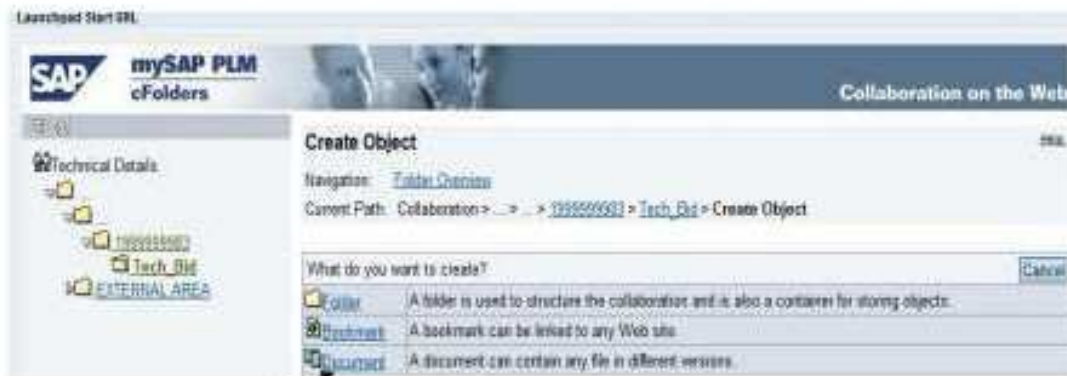 Launchpad Start SRL
SAP
mySAP PLM
cFolders
Collaboration on the Web
Technical Details
1999999983
Tech_Bid
EXTERNAL AREA
Create Object
Navigation: Folder Overview
Current Path: Collaboration > ... > ... > 1999999983 > Tech_Bid > Create Object
What do you want to create?
Cancel
Folder A folder is used to structure the collaboration and is also a container for storing objects.
Bookmark A bookmark can be linked to any Web site
Document A document can contain any file in different versions.